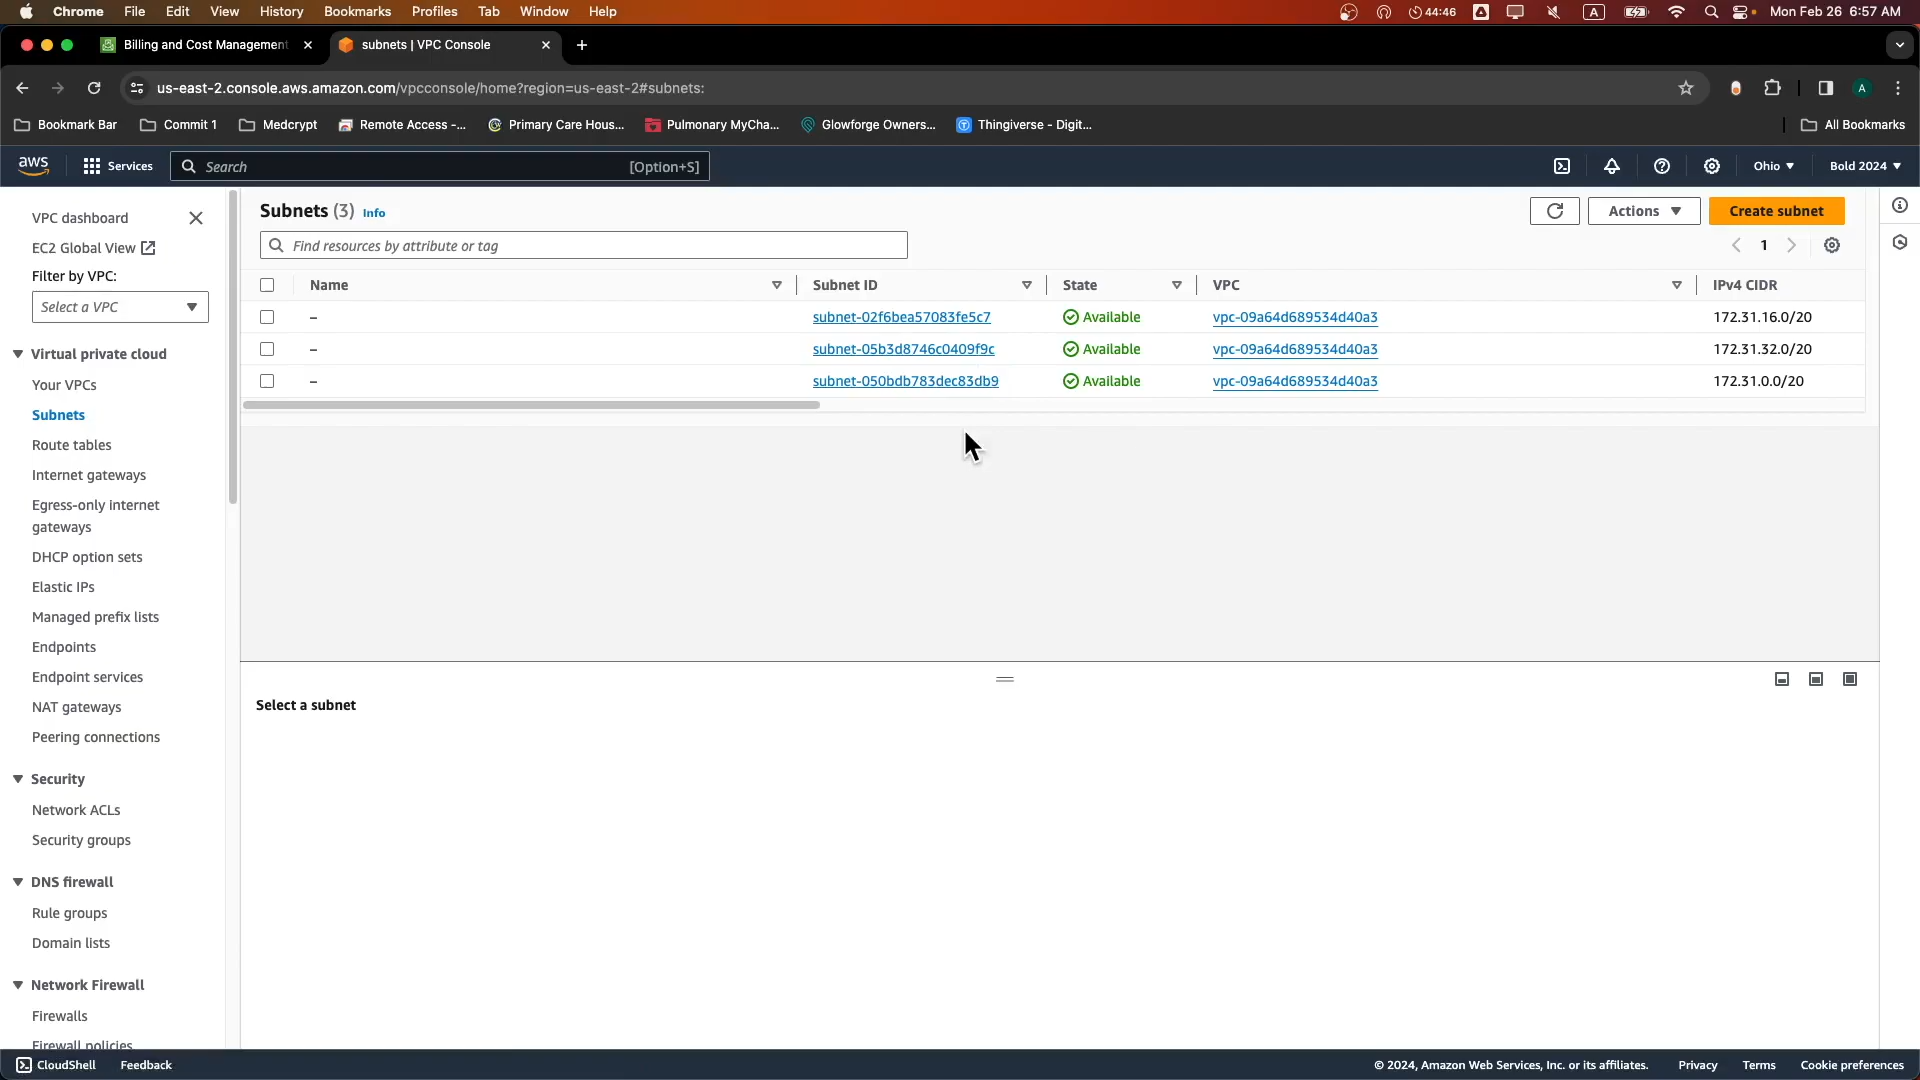 Chrome File Edit View History Bookmarks Profiles Tab Window Help 44:46 A Mon Feb 26 6:57 AM
Billing and Cost Management subnets | VPC Console
us-east-2.console.aws.amazon.com/vpcconsole/home?region=us-east-2#subnets: A
Bookmark Bar Commit 1 Medcrypt Remote Access -... Primary Care Hous... Pulmonary MyCha... Glowforge Owners... Thingiverse - Digit... All Bookmarks
aws Services Search [Option+S] Ohio Bold 2024
VPC dashboard
EC2 Global View
Filter by VPC:
Select a VPC
Virtual private cloud
Your VPCs
Subnets
Route tables
Internet gateways
Egress-only internet
gateways
DHCP option sets
Elastic IPs
Managed prefix lists
Endpoints
Endpoint services
NAT gateways
Peering connections
Security
Network ACLs
Security groups
DNS firewall
Rule groups
Domain lists
Network Firewall
Firewalls
Firewall policies
Subnets (3) Info Actions Create subnet
Find resources by attribute or tag 1
Name Subnet ID State VPC IPv4 CIDR
– subnet-02f6bea57083fe5c7 Available vpc-09a64d689534d40a3 172.31.16.0/20
– subnet-05b3d8746c0409f9c Available vpc-09a64d689534d40a3 172.31.32.0/20
– subnet-050bdb783dec83db9 Available vpc-09a64d689534d40a3 172.31.0.0/20
Select a subnet
CloudShell Feedback © 2024, Amazon Web Services, Inc. or its affiliates. Privacy Terms Cookie preferences